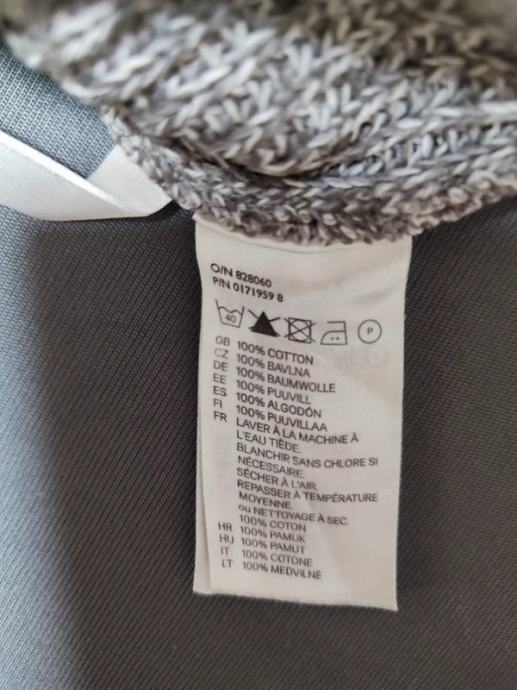 O/N 828060
P/N 0171959 8
40 P
GB 100% COTTON
CZ 100% BAVLNA
DE 100% BAUMWOLLE
EE 100% PUUVILL
ES 100% ALGODÓN
FI 100% PUUVILLAA
FR LAVER À LA MACHINE À
L'EAU TIÈDE.
BLANCHIR SANS CHLORE SI
NÉCESSAIRE.
SÉCHER À L'AIR.
REPASSER À TEMPÉRATURE
MOYENNE.
ou NETTOYAGE À SEC.
100% COTON
HR 100% PAMUK
HU 100% PAMUT
IT 100% COTONE
LT 100% MEDVILNĖ